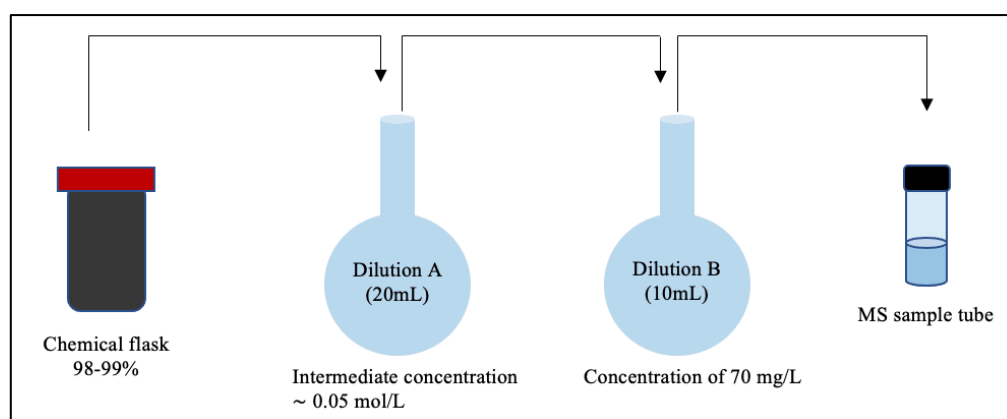 Dilution A
(20mL)
Dilution B
(10mL)
MS sample tube
Chemical flask
98-99%
Intermediate concentration
~ 0.05 mol/L
Concentration of 70 mg/L